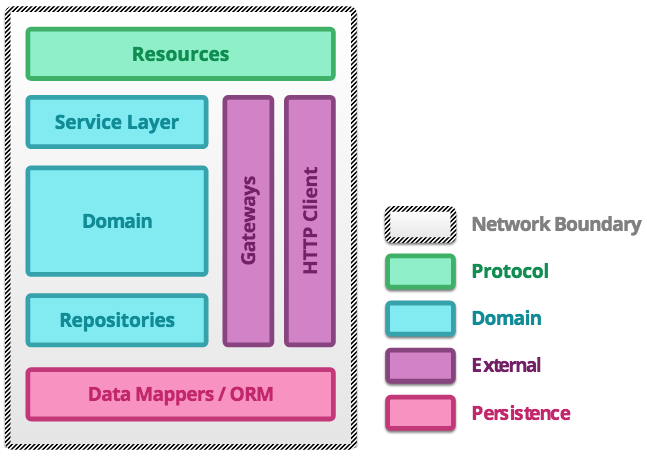 Resources
Service Layer
Domain
Repositories
Gateways
HTTP Client
Data Mappers / ORM
Network Boundary
Protocol
Domain
External
Persistence